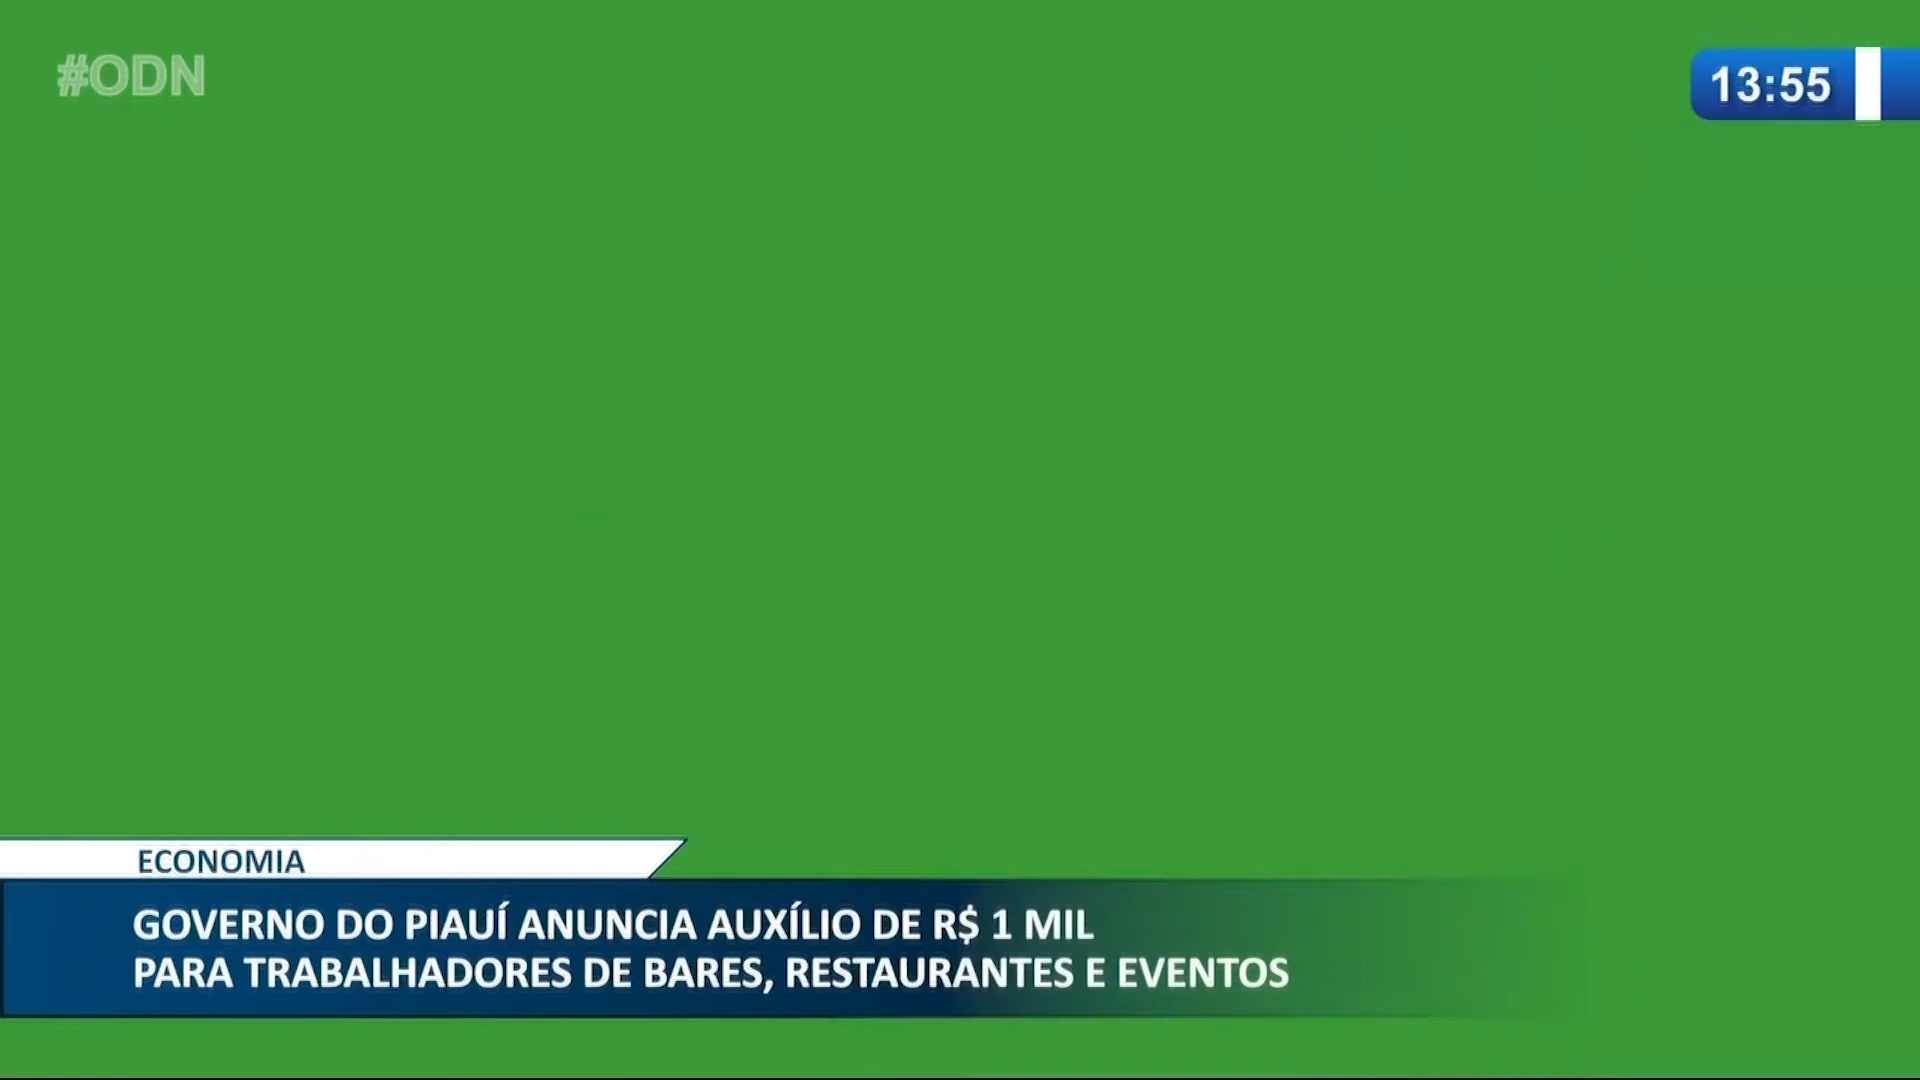 #ODN
13:55
ECONOMIA
GOVERNO DO PIAUÍ ANUNCIA AUXÍLIO DE R$ 1 MIL
PARA TRABALHADORES DE BARES, RESTAURANTES E EVENTOS